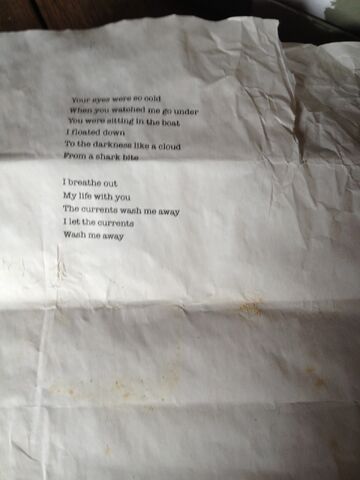 Your eyes were so cold
When you watched me go under
You were sitting in the boat
I floated down
To the darkness like a cloud
From a shark bite
I breathe out
My life with you
The currents wash me away
I let the currents
Wash me away